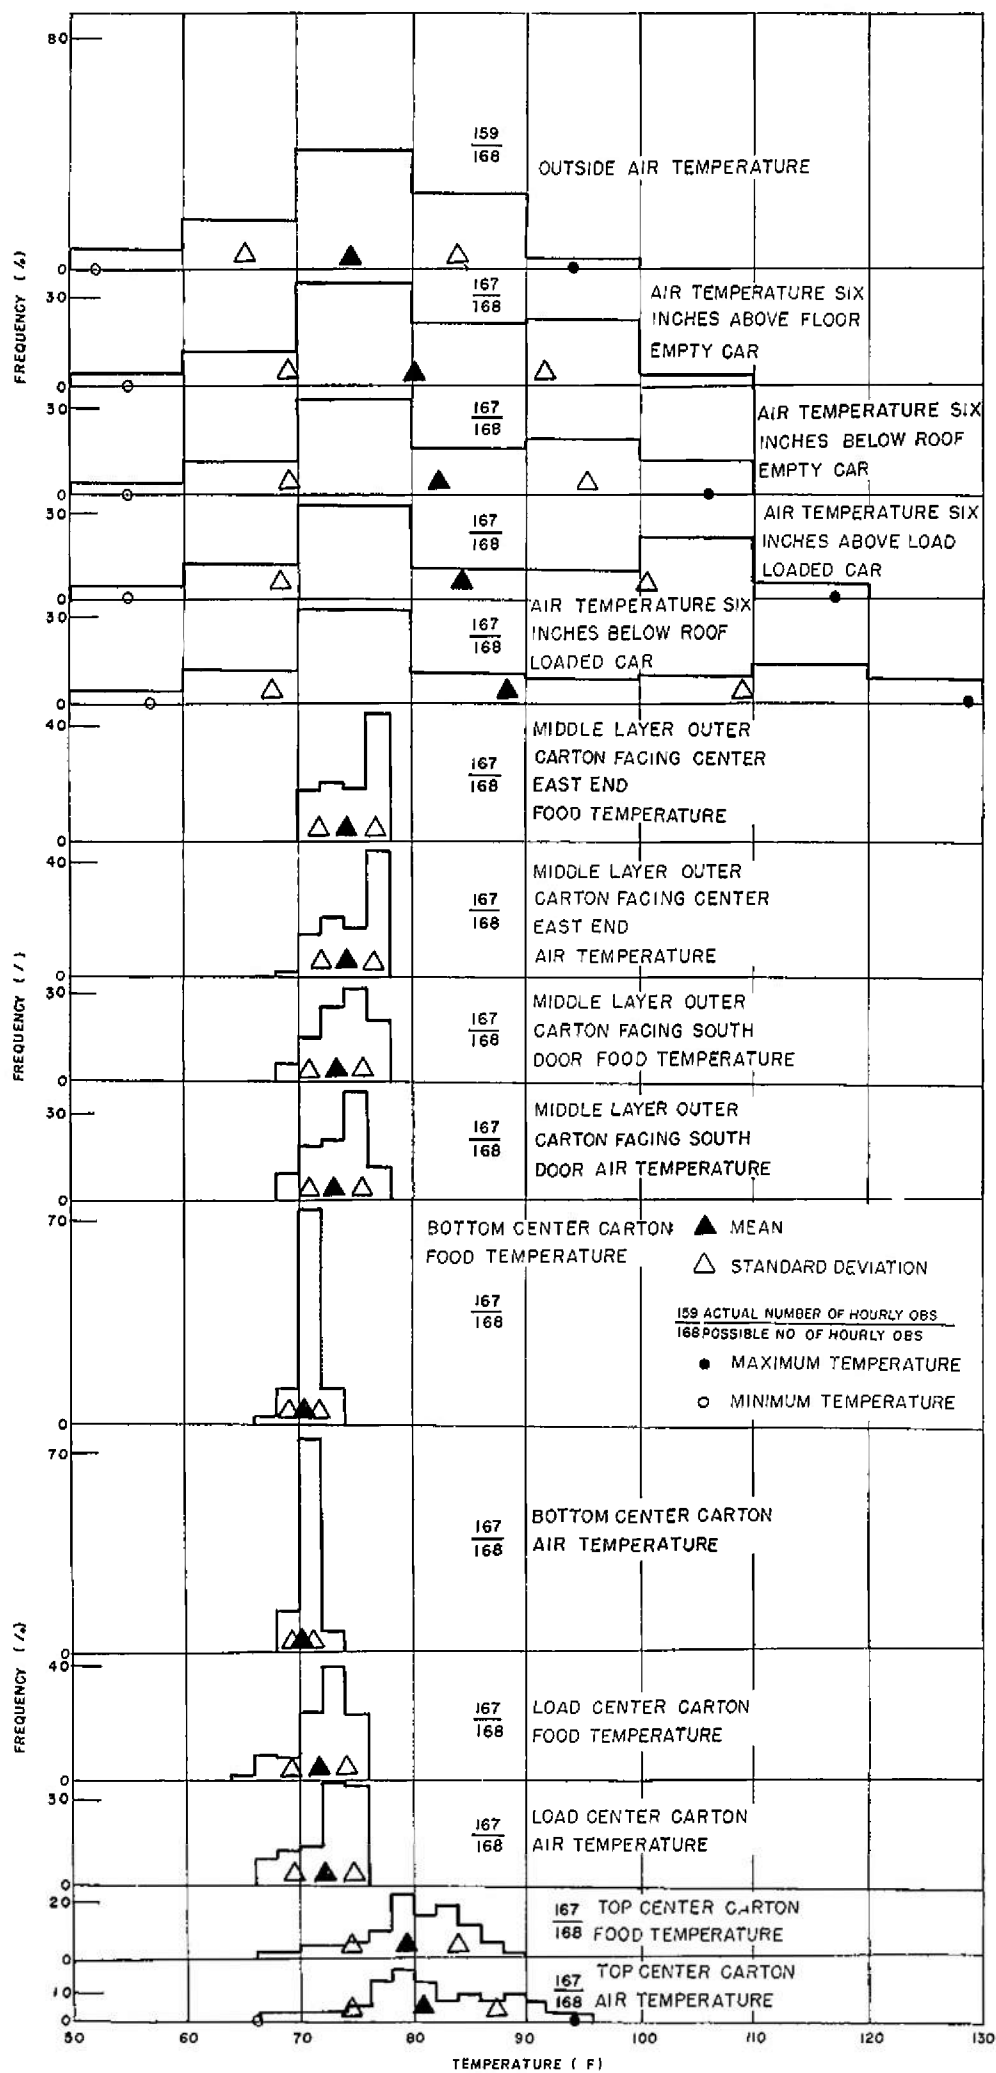 80
159
168
OUTSIDE AIR TEMPERATURE
0
FREQUENCY (%)
30
167
168
AIR TEMPERATURE SIX
INCHES ABOVE FLOOR
EMPTY CAR
0
30
167
168
AIR TEMPERATURE SIX
INCHES BELOW ROOF
EMPTY CAR
0
30
167
168
AIR TEMPERATURE SIX
INCHES ABOVE LOAD
LOADED CAR
0
30
167
168
AIR TEMPERATURE SIX
INCHES BELOW ROOF
LOADED CAR
0
40
167
168
MIDDLE LAYER OUTER
CARTON FACING CENTER
EAST END
FOOD TEMPERATURE
0
40
167
168
MIDDLE LAYER OUTER
CARTON FACING CENTER
EAST END
AIR TEMPERATURE
0
FREQUENCY (/)
30
167
168
MIDDLE LAYER OUTER
CARTON FACING SOUTH
DOOR FOOD TEMPERATURE
0
30
167
168
MIDDLE LAYER OUTER
CARTON FACING SOUTH
DOOR AIR TEMPERATURE
0
70
BOTTOM CENTER CARTON
FOOD TEMPERATURE
167
168
MEAN
STANDARD DEVIATION
159 ACTUAL NUMBER OF HOURLY OBS
168 POSSIBLE NO OF HOURLY OBS
MAXIMUM TEMPERATURE
MINIMUM TEMPERATURE
0
70
167
168
BOTTOM CENTER CARTON
AIR TEMPERATURE
0
FREQUENCY (%)
40
167
168
LOAD CENTER CARTON
FOOD TEMPERATURE
0
30
167
168
LOAD CENTER CARTON
AIR TEMPERATURE
0
20
167
168
TOP CENTER CARTON
FOOD TEMPERATURE
0
10
167
168
TOP CENTER CARTON
AIR TEMPERATURE
0
50 60 70 80 90 100 110 120 130
TEMPERATURE ( F)